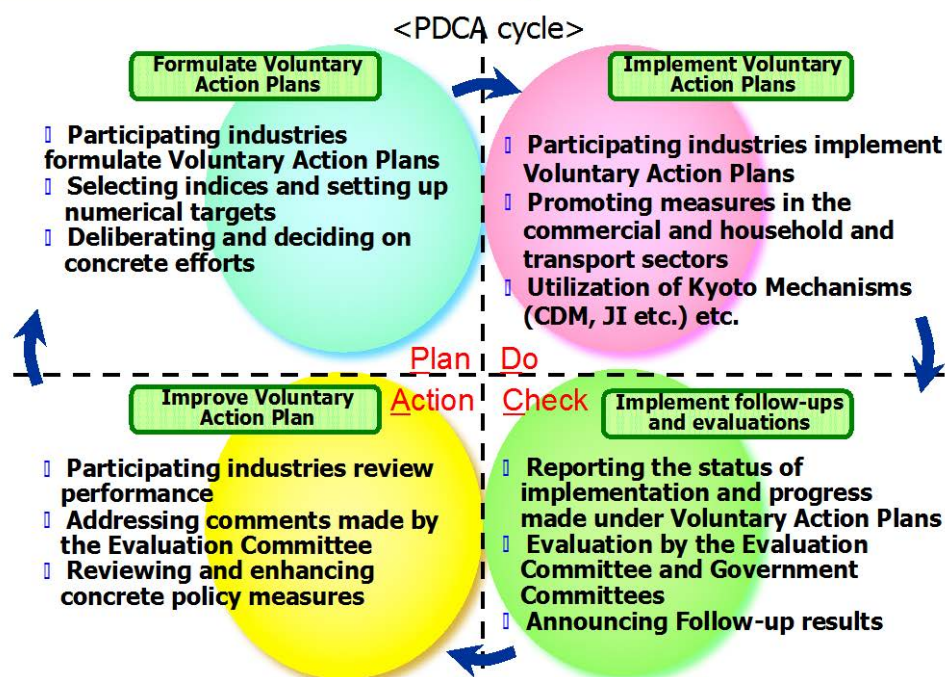 <PDCA cycle>
Formulate Voluntary
Action Plans
Participating industries
formulate Voluntary Action Plans
Selecting indices and setting up
numerical targets
Deliberating and deciding on
concrete efforts
Plan
Implement Voluntary
Action Plans
Participating industries implement
Voluntary Action Plans
Promoting measures in the
commercial and household and
transport sectors
Utilization of Kyoto Mechanisms
(CDM, JI etc.) etc.
Do
Improve Voluntary
Action Plan
Action
Participating industries review
performance
Addressing comments made by
the Evaluation Committee
Reviewing and enhancing
concrete policy measures
Check
Implement follow-ups
and evaluations
Reporting the status of
implementation and progress
made under Voluntary Action Plans
Evaluation by the Evaluation
Committee and Government
Committees
Announcing Follow-up results